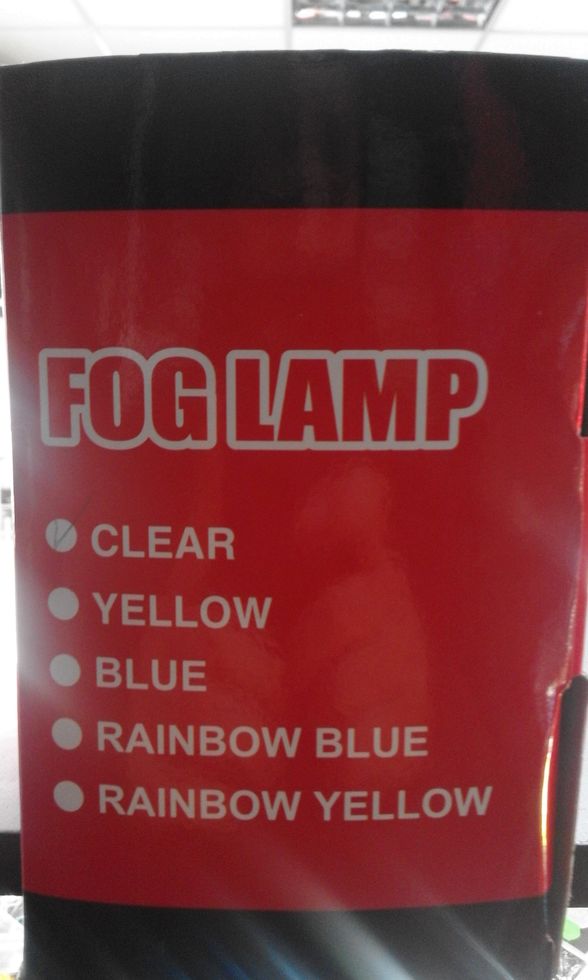 FOG LAMP
CLEAR
YELLOW
BLUE
RAINBOW BLUE
RAINBOW YELLOW